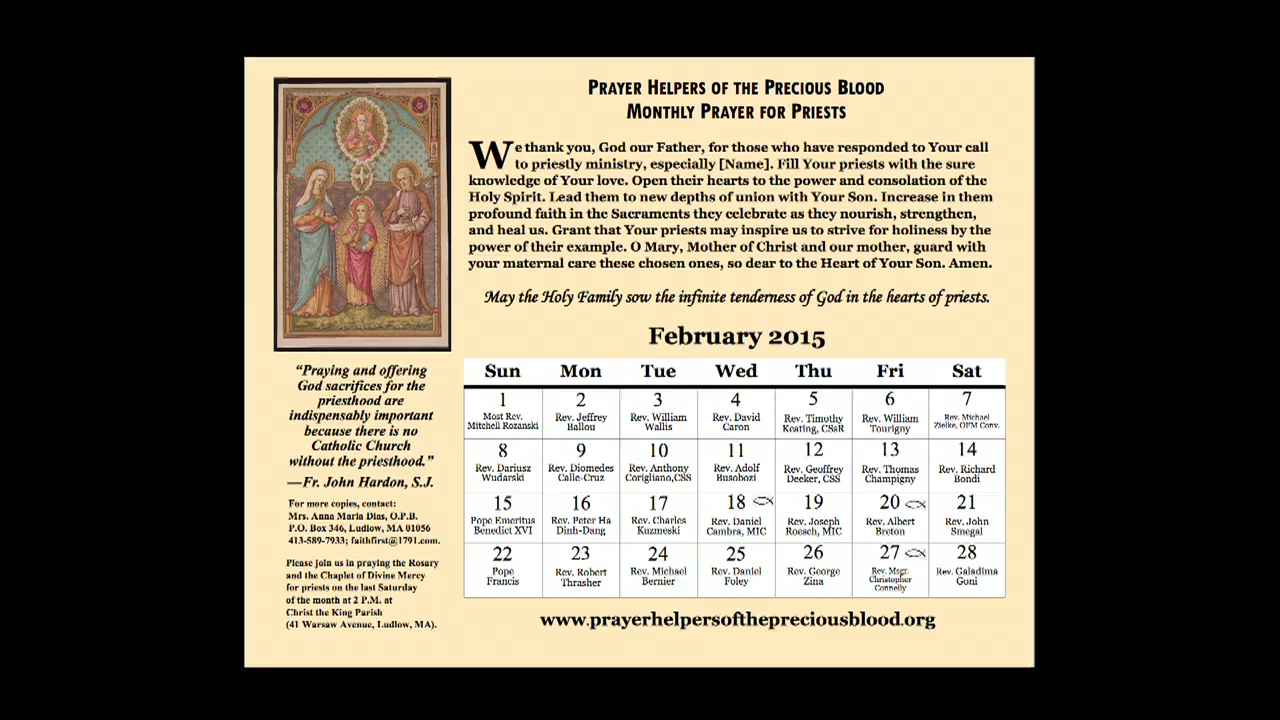 PRAYER HELPERS OF THE PRECIOUS BLOOD
MONTHLY PRAYER FOR PRIESTS
We thank you, God our Father, for those who have responded to Your call
to priestly ministry, especially [Name]. Fill Your priests with the sure
knowledge of Your love. Open their hearts to the power and consolation of the
Holy Spirit. Lead them to new depths of union with Your Son. Increase in them
profound faith in the Sacraments they celebrate as they nourish, strengthen,
and heal us. Grant that Your priests may inspire us to strive for holiness by the
power of their example. O Mary, Mother of Christ and our mother, guard with
your maternal care these chosen ones, so dear to the Heart of Your Son. Amen.
May the Holy Family sow the infinite tenderness of God in the hearts of priests.
"Praying and offering
God sacrifices for the
priesthood are
indispensably important
because there is no
Catholic Church
without the priesthood."
—Fr. John Hardon, S.J.
For more copies, contact:
Mrs. Anna Maria Dias, O.P.B.
P.O. Box 346, Ludlow, MA 01056
413-589-7933; faithfirst@1791.com.
Please join us in praying the Rosary
and the Chaplet of Divine Mercy
for priests on the last Saturday
of the month at 2 P.M. at
Christ the King Parish
(41 Warsaw Avenue, Ludlow, MA).
February 2015
Sun Mon Tue Wed Thu Fri Sat
1 2 3 4 5 6 7
Most Rev. Rev. Jeffrey Rev. William Rev. David Rev. Timothy Rev. William Rev. Michael
Mitchell Rozanski Ballou Wallis Caron Keating, CSsR Tourigny Zielke, OFM Conv.
8 9 10 11 12 13 14
Rev. Dariusz Rev. Diomedes Rev. Anthony Rev. Adolf Rev. Geoffrey Rev. Thomas Rev. Richard
Wudarski Calle-Cruz Corigliano,CSS Busobozi Deeker, CSS Champigny Bondi
15 16 17 18 19 20 21
Pope Emeritus Rev. Peter Ha Rev. Charles Rev. Daniel Rev. Joseph Rev. Albert Rev. John
Benedict XVI Dinh-Dang Kuzmeski Cambra, MIC Roesch, MIC Breton Smegal
22 23 24 25 26 27 28
Pope Rev. Robert Rev. Michael Rev. Daniel Rev. George Rev. Msgr. Rev. Galadima
Francis Thrasher Bernier Foley Zina Christopher Goni
Connelly
www.prayerhelpersofthepreciousblood.org